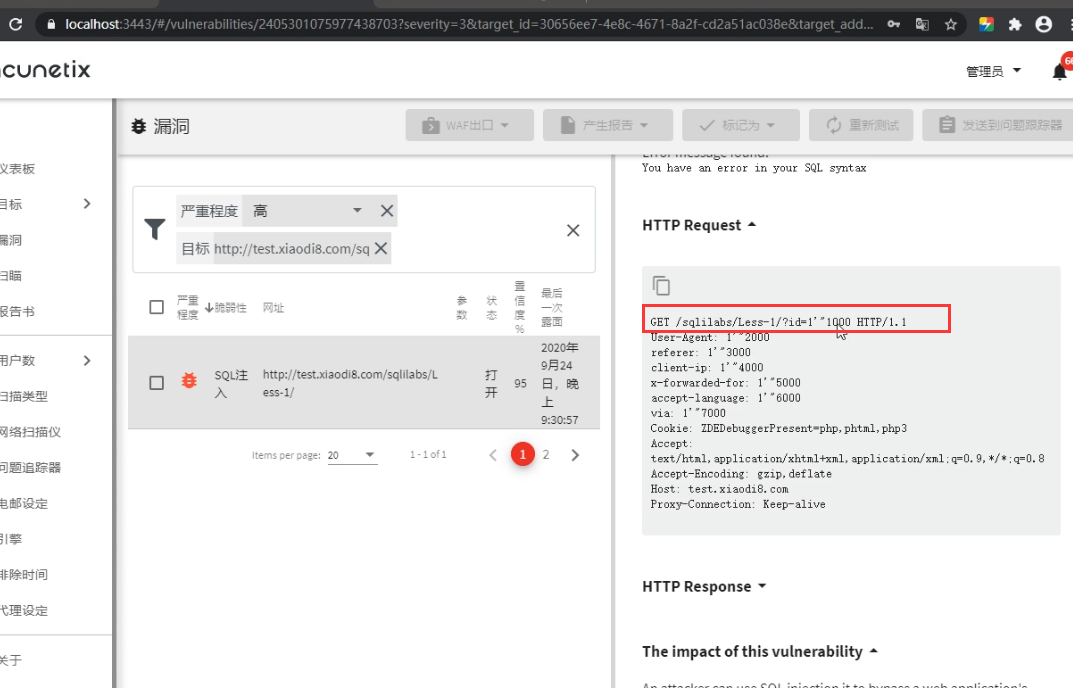 localhost:3443/#/vulnerabilities/2405301075977438703?severity=3&target_id=30656ee7-4e8c-4671-8a2f-cd2a51ac038e&target_add...
cunetix
管理员
漏洞
WAF出口
产生报告
标记为
重新测试
发送到问题跟踪器
仪表板
目标
漏洞
扫瞄
报告书
用户数
扫描类型
网络扫描仪
问题追踪器
电邮设定
引擎
排除时间
代理设定
关于
严重程度 高
目标 http://test.xiaodi8.com/sq
严重程度 脆弱性 网址 参数 状态 置信度% 最后一次露面
SQL注入 http://test.xiaodi8.com/sqlilabs/Less-1/ 打开 95 2020年9月24日，晚上9:30:57
Items per page: 20 1 - 1 of 1 1 2
Error message found:
You have an error in your SQL syntax
HTTP Request
GET /sqlilabs/Less-1/?id=1'"1000 HTTP/1.1
User-Agent: 1'"2000
referer: 1'"3000
client-ip: 1'"4000
x-forwarded-for: 1'"5000
accept-language: 1'"6000
via: 1'"7000
Cookie: ZDEDebuggerPresent=php,phtml,php3
Accept:
text/html,application/xhtml+xml,application/xml;q=0.9,*/*;q=0.8
Accept-Encoding: gzip,deflate
Host: test.xiaodi8.com
Proxy-Connection: Keep-alive
HTTP Response
The impact of this vulnerability
An attacker can use SQL injection it to bypass a web application's